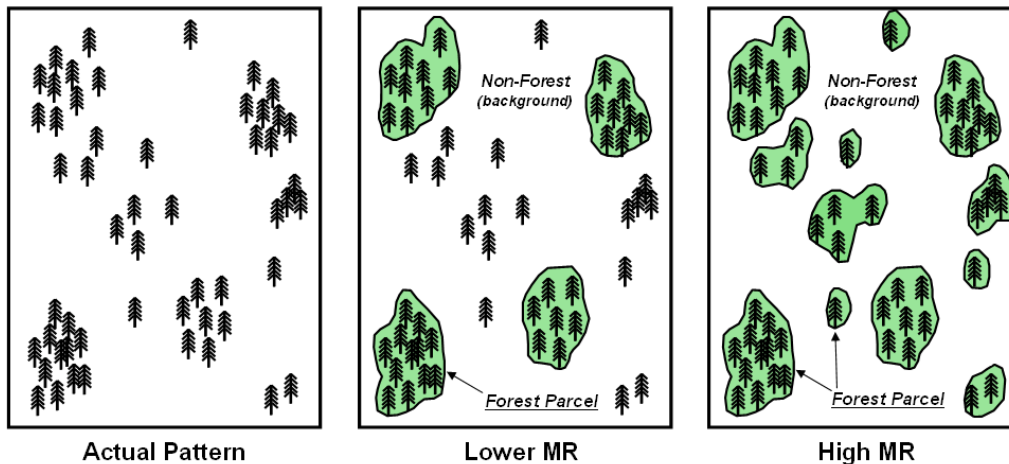 Non-Forest
(background)
Non-Forest
(background)
Forest Parcel
Forest Parcel
Actual Pattern
Lower MR
High MR